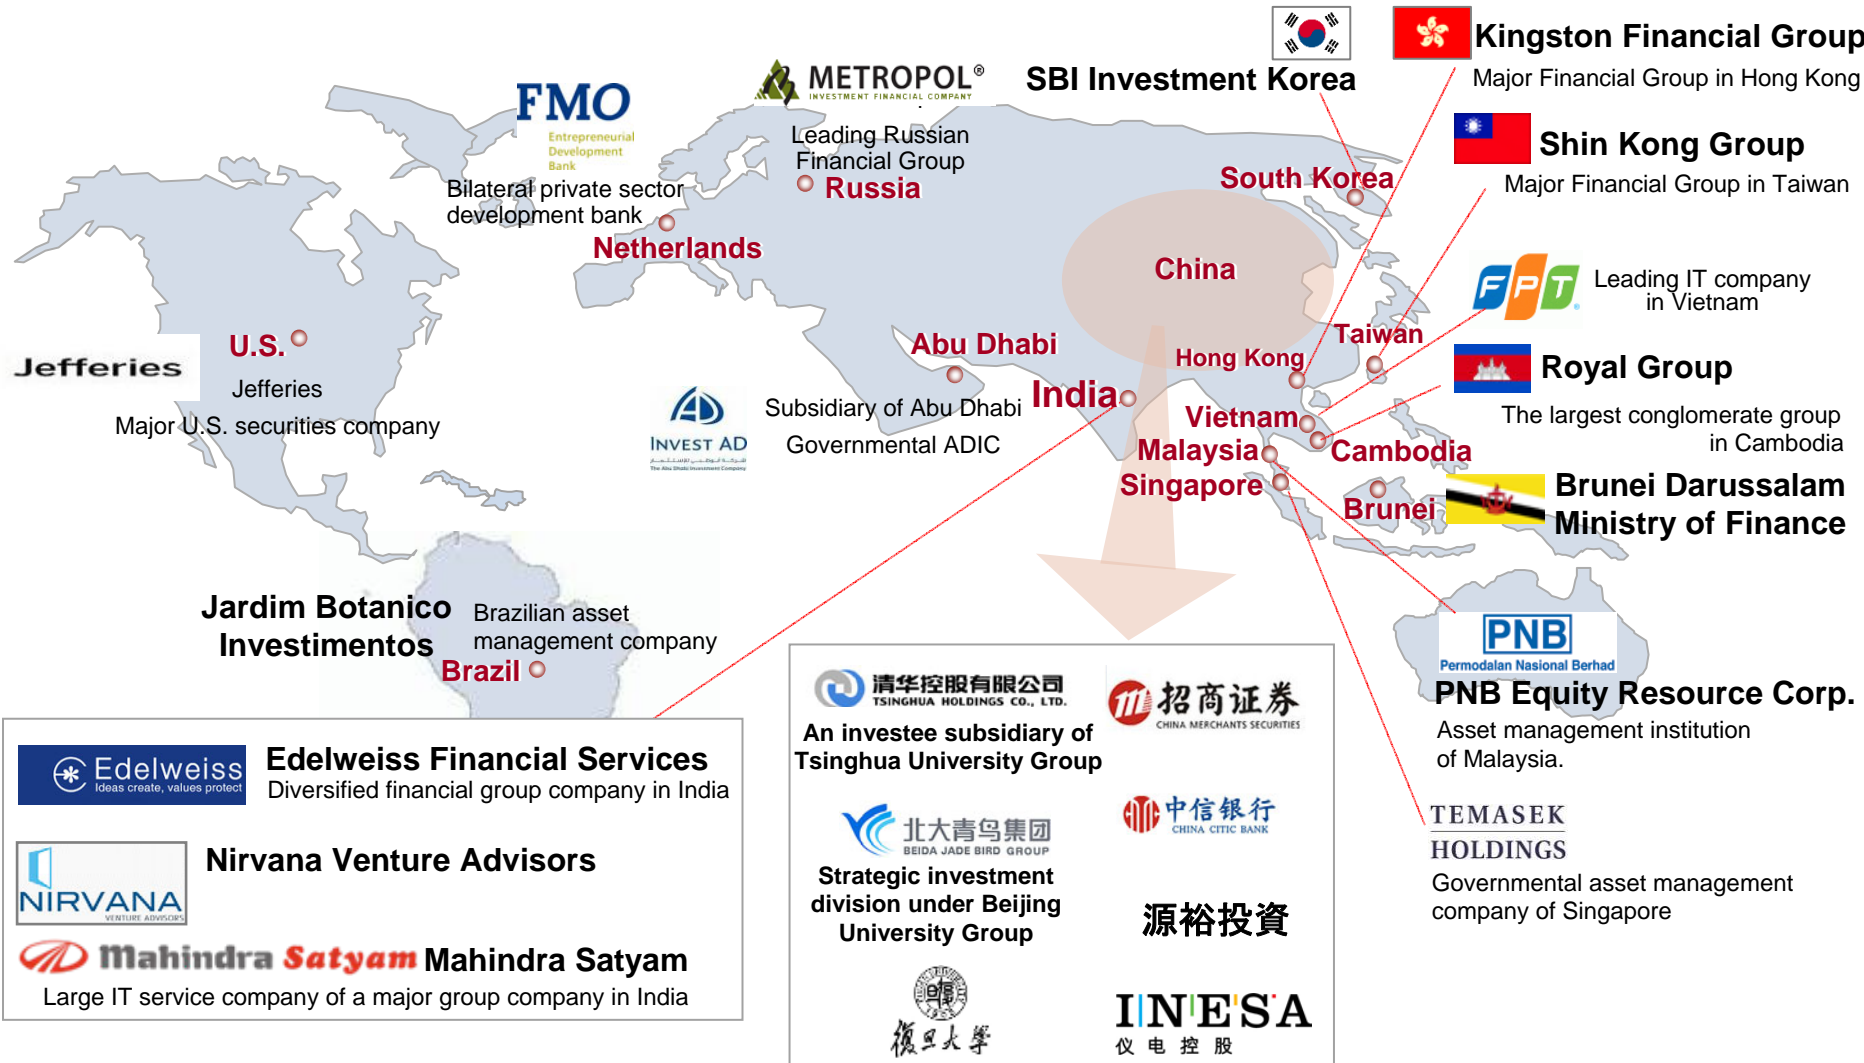 Kingston Financial Group
Major Financial Group in Hong Kong
SBI Investment Korea
METROPOL®
INVESTMENT FINANCIAL COMPANY
Leading Russian
Financial Group
Russia
FMO
Entrepreneurial
Development
Bank
Bilateral private sector
development bank
Netherlands
South Korea
Shin Kong Group
Major Financial Group in Taiwan
China
FPT
Leading IT company
in Vietnam
Taiwan
Hong Kong
Jefferies
U.S.
Jefferies
Major U.S. securities company
Abu Dhabi
INVEST AD
The Abu Dhabi Investment Company
Subsidiary of Abu Dhabi
Governmental ADIC
India
Royal Group
The largest conglomerate group
in Cambodia
Vietnam
Malaysia
Cambodia
Singapore
Brunei
Brunei Darussalam
Ministry of Finance
Jardim Botanico
Investimentos
Brazilian asset
management company
Brazil
PNB
Permodalan Nasional Berhad
PNB Equity Resource Corp.
Asset management institution
of Malaysia.
TEMASEK
HOLDINGS
Governmental asset management
company of Singapore
Edelweiss
Ideas create, values protect
Edelweiss Financial Services
Diversified financial group company in India
NIRVANA
VENTURE ADVISORS
Nirvana Venture Advisors
Mahindra Satyam
Mahindra Satyam
Large IT service company of a major group company in India
清华控股有限公司
TSINGHUA HOLDINGS CO., LTD.
An investee subsidiary of
Tsinghua University Group
招商证券
CHINA MERCHANTS SECURITIES
北大青鸟集团
BEIDA JADE BIRD GROUP
Strategic investment
division under Beijing
University Group
中信银行
CHINA CITIC BANK
源裕投資
復旦大學
INESA
仪电控股